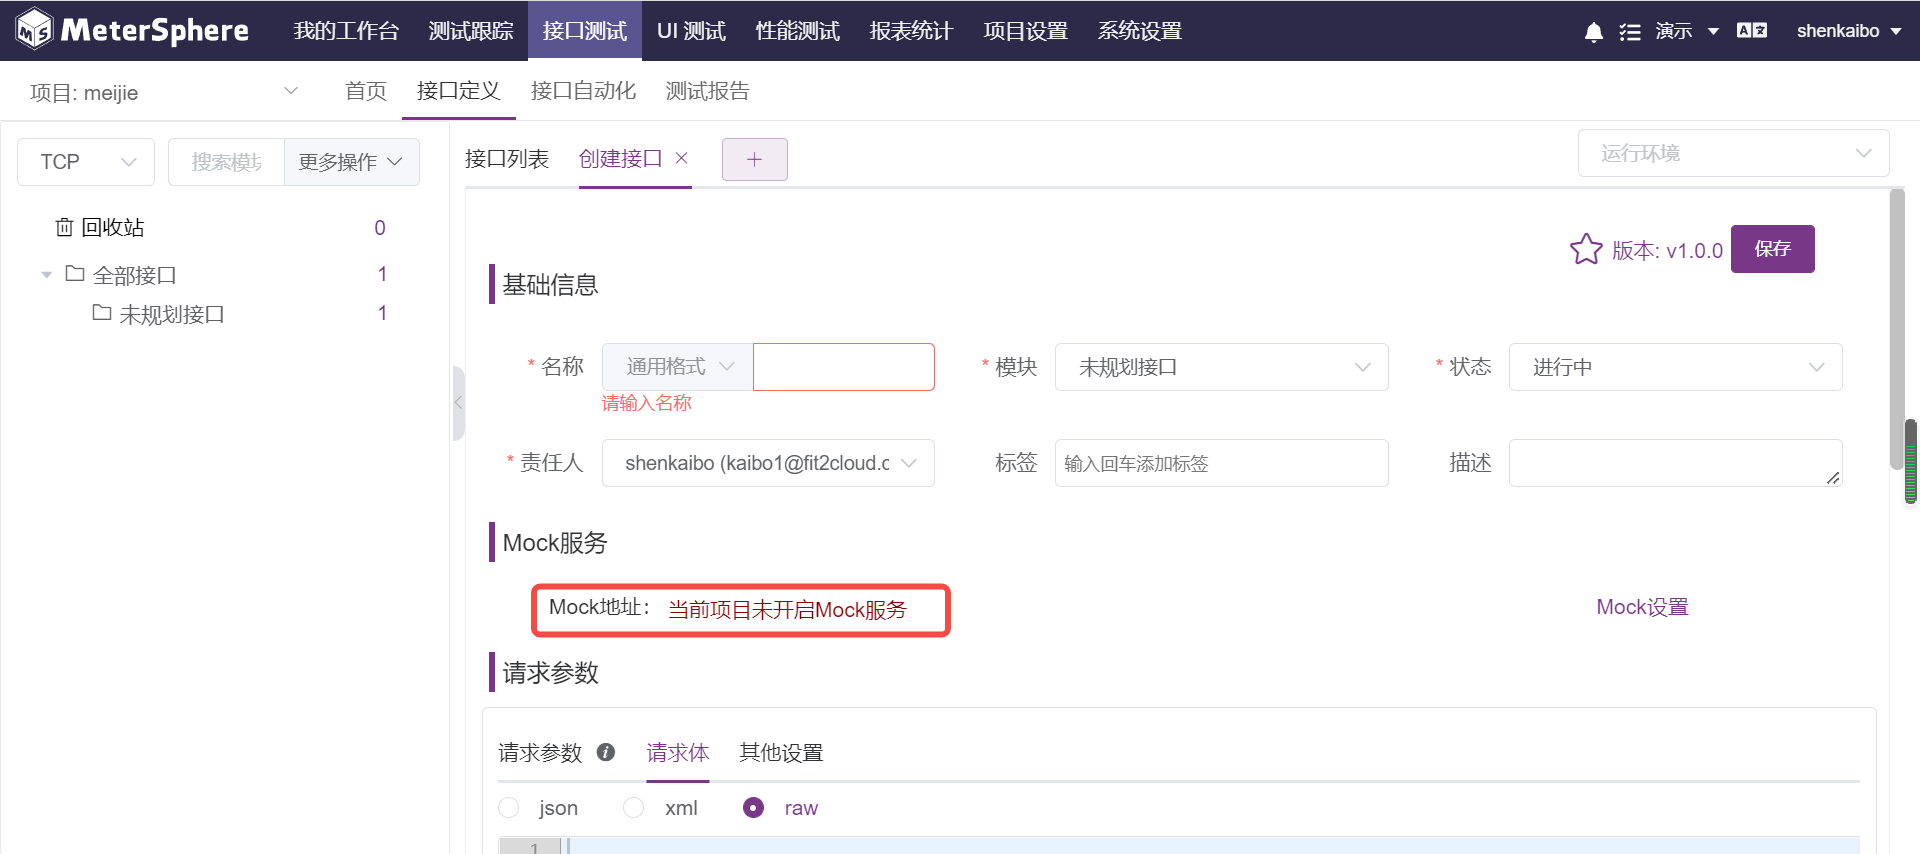 MeterSphere 我的工作台 测试跟踪 接口测试 UI 测试 性能测试 报表统计 项目设置 系统设置 演示 shenkaibo
项目: meijie 首页 接口定义 接口自动化 测试报告
TCP 搜索模块 更多操作 接口列表 创建接口 运行环境
回收站 0
全部接口 1
未规划接口 1
版本: v1.0.0 保存
基础信息
* 名称 通用格式 * 模块 未规划接口 * 状态 进行中
请输入名称
* 责任人 shenkaibo (kaibo1@fit2cloud.c 标签 输入回车添加标签 描述
Mock服务
Mock地址： 当前项目未开启Mock服务 Mock设置
请求参数
请求参数 请求体 其他设置
json xml raw
1